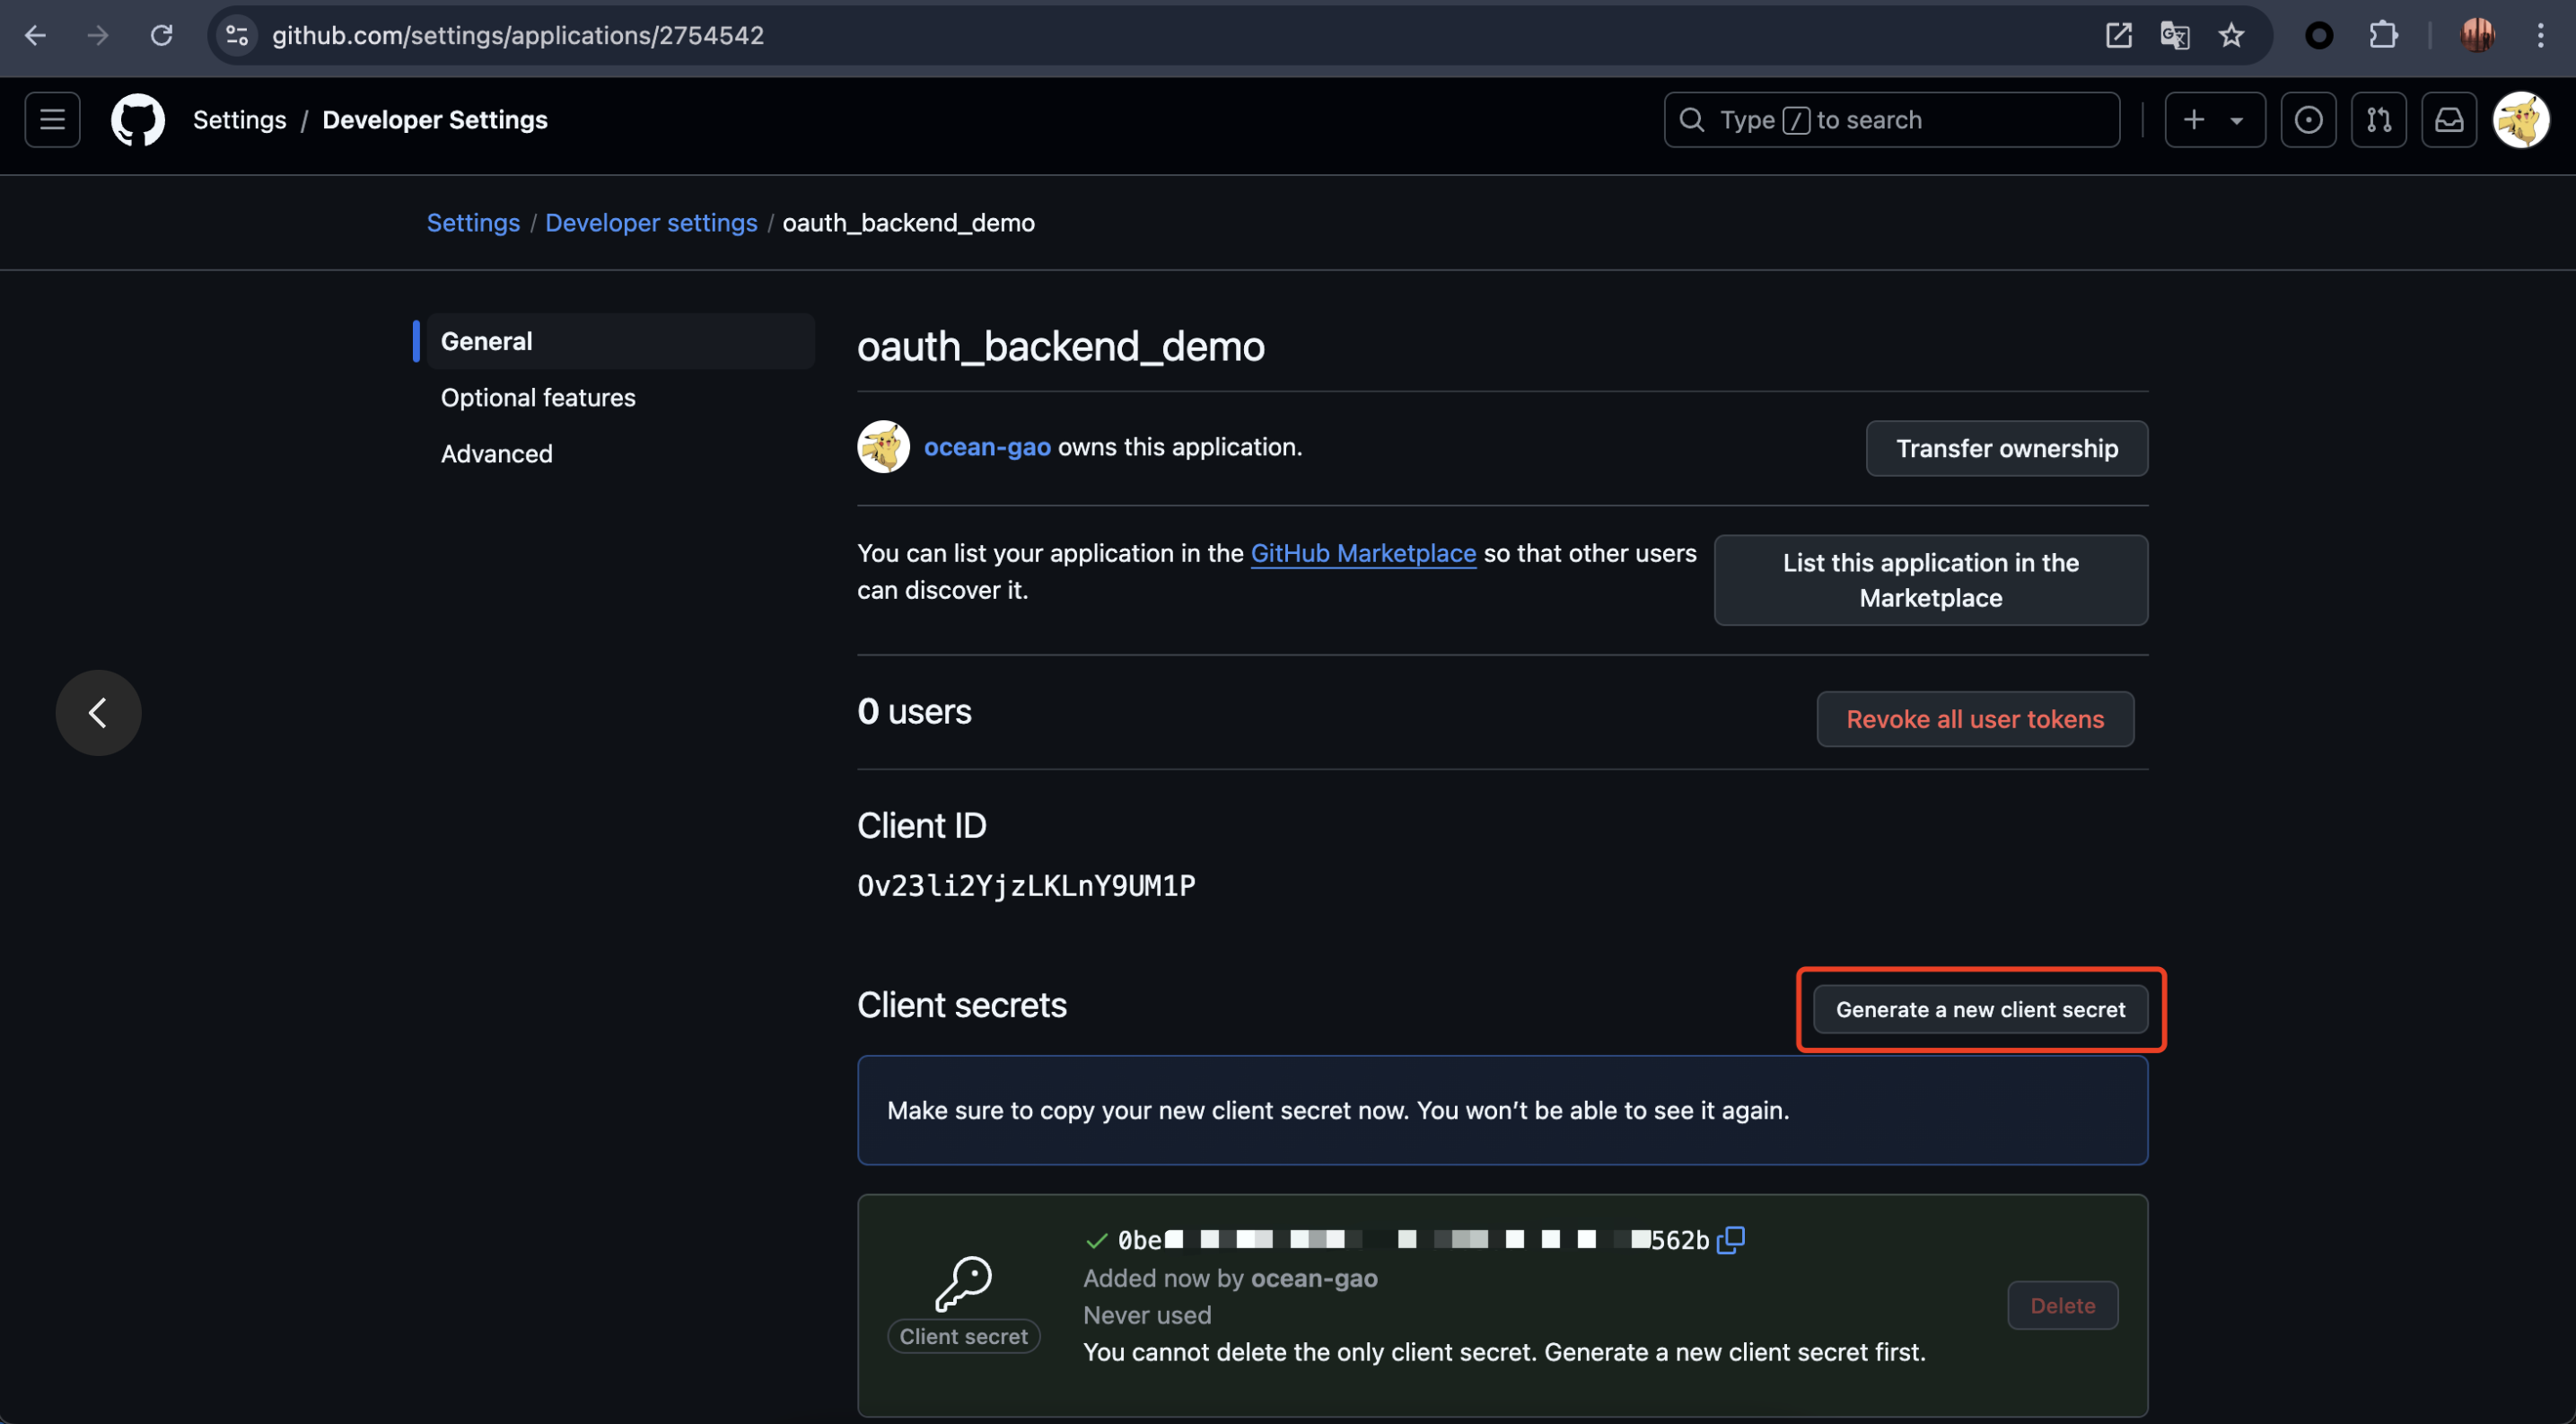 github.com/settings/applications/2754542
Settings / Developer Settings
Type / to search
Settings / Developer settings / oauth_backend_demo
General
Optional features
Advanced
oauth_backend_demo
ocean-gao owns this application.
Transfer ownership
You can list your application in the GitHub Marketplace so that other users
can discover it.
List this application in the
Marketplace
0 users
Revoke all user tokens
Client ID
Ov23li2YjzLKLnY9UM1P
Client secrets
Generate a new client secret
Make sure to copy your new client secret now. You won’t be able to see it again.
0be
562b
Added now by ocean-gao
Never used
Client secret
You cannot delete the only client secret. Generate a new client secret first.
Delete